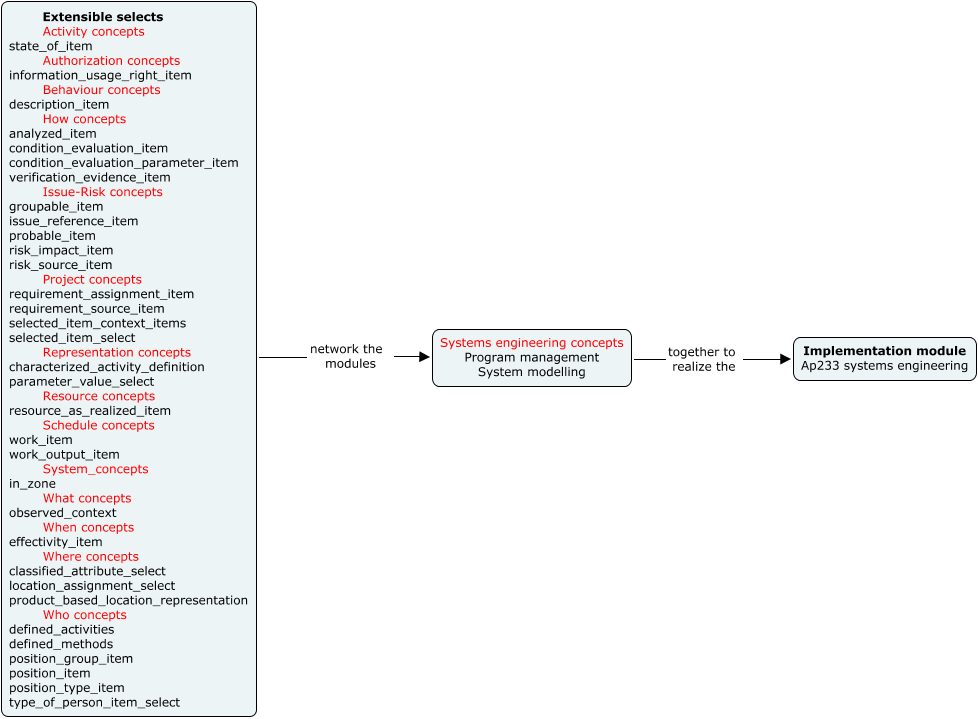 Extensible selects
Activity concepts
state_of_item
Authorization concepts
information_usage_right_item
Behaviour concepts
description_item
How concepts
analyzed_item
condition_evaluation_item
condition_evaluation_parameter_item
verification_evidence_item
Issue-Risk concepts
groupable_item
issue_reference_item
probable_item
risk_impact_item
risk_source_item
Project concepts
requirement_assignment_item
requirement_source_item
selected_item_context_items
selected_item_select
Representation concepts
characterized_activity_definition
parameter_value_select
Resource concepts
resource_as_realized_item
Schedule concepts
work_item
work_output_item
System_concepts
in_zone
What concepts
observed_context
When concepts
effectivity_item
Where concepts
classified_attribute_select
location_assignment_select
product_based_location_representation
Who concepts
defined_activities
defined_methods
position_group_item
position_item
position_type_item
type_of_person_item_select
network the
modules
Systems engineering concepts
Program management
System modelling
together to
realize the
Implementation module
Ap233 systems engineering